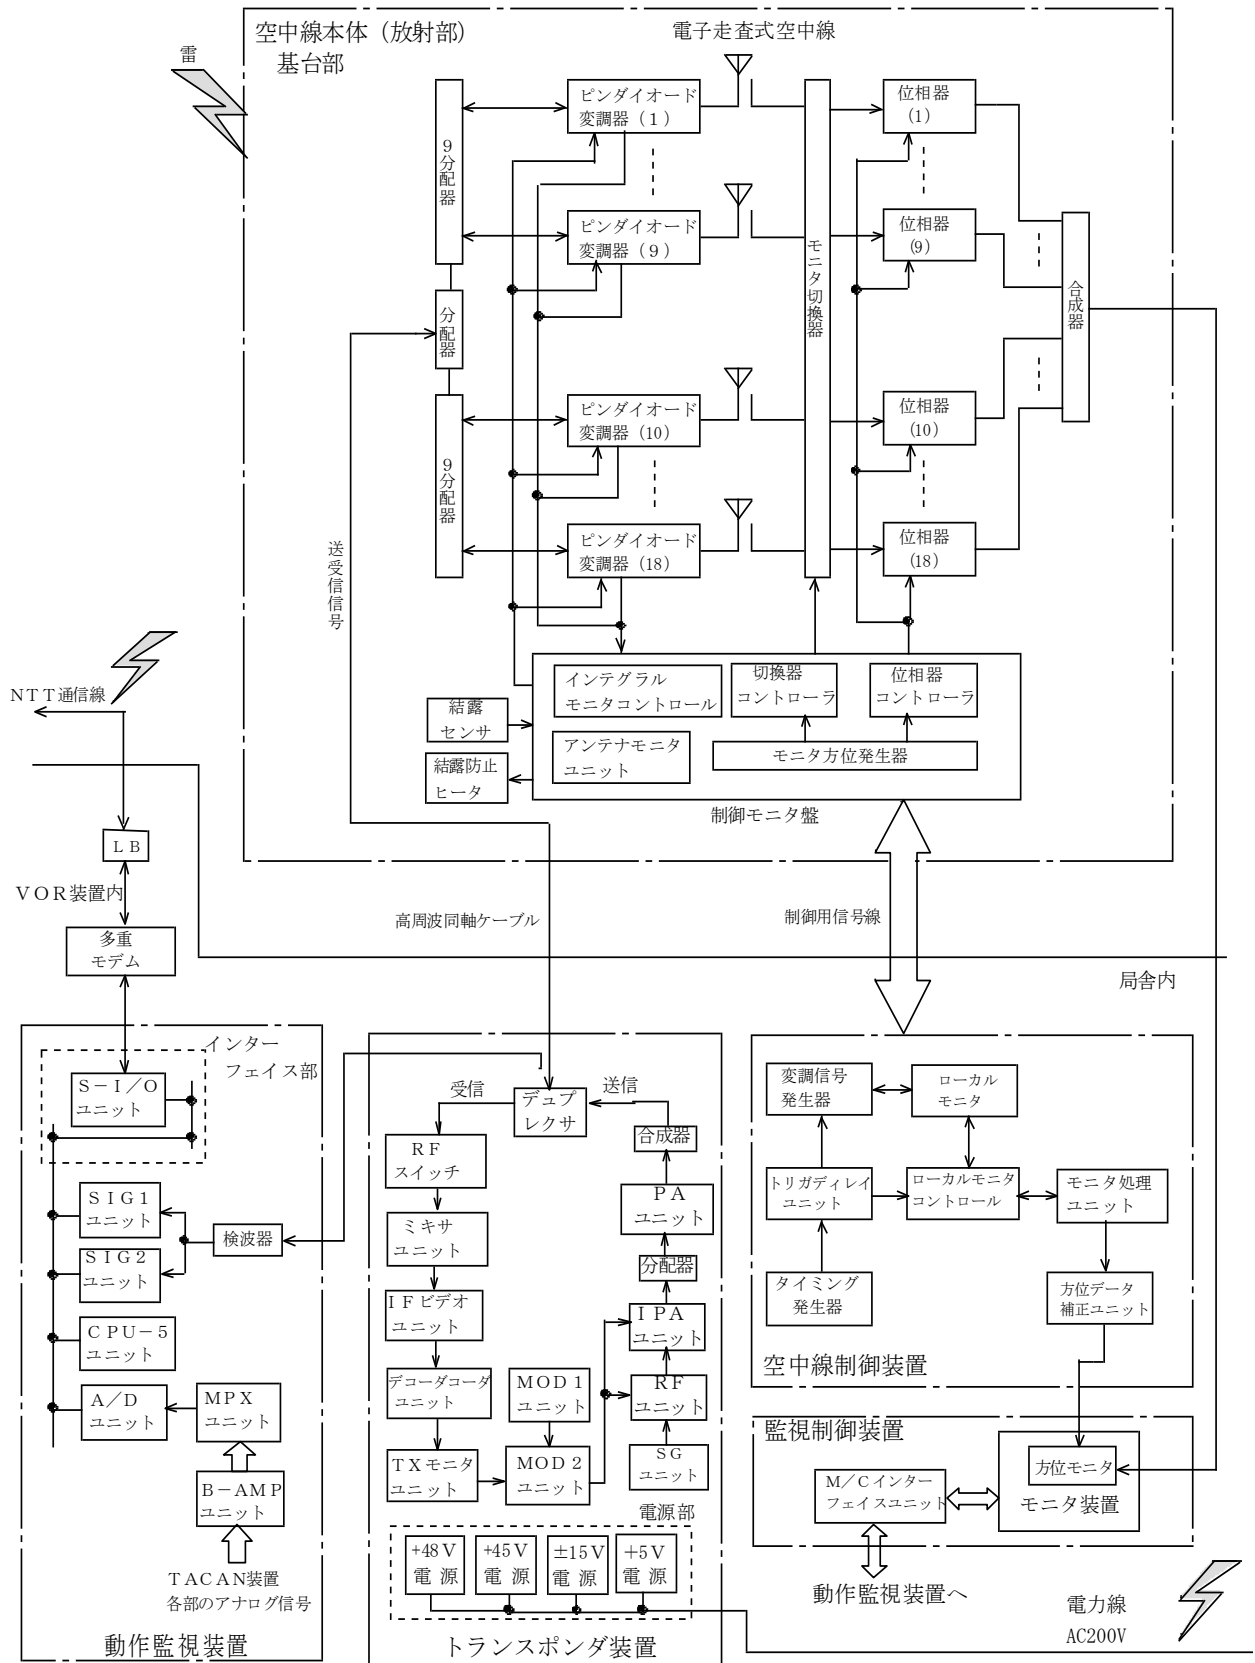 空中線本体（放射部）
基台部
電子走査式空中線
雷
9分配器
分配器
9分配器
ピンダイオード
変調器（１）
ピンダイオード
変調器（９）
ピンダイオード
変調器（10）
ピンダイオード
変調器（18）
モニタ切換器
位相器
(1)
位相器
(9)
位相器
(10)
位相器
(18)
合成器
送受信信号
インテグラル
モニタコントロール
切換器
コントローラ
位相器
コントローラ
アンテナモニタ
ユニット
モニタ方位発生器
制御モニタ盤
結露
センサ
結露防止
ヒータ
ＮＴＴ通信線
ＬＢ
ＶＯＲ装置内
多重
モデム
高周波同軸ケーブル
制御用信号線
局舎内
インター
フェイス部
Ｓ－Ｉ／Ｏ
ユニット
ＳＩＧ１
ユニット
ＳＩＧ２
ユニット
検波器
ＣＰＵ－５
ユニット
Ａ／Ｄ
ユニット
ＭＰＸ
ユニット
Ｂ－ＡＭＰ
ユニット
ＴＡＣＡＮ装置
各部のアナログ信号
動作監視装置
受信
送信
デュプ
レクサ
ＲＦ
スイッチ
ミキサ
ユニット
ＩＦビデオ
ユニット
デコーダコーダ
ユニット
ＴＸモニタ
ユニット
ＭＯＤ１
ユニット
ＭＯＤ２
ユニット
合成器
ＰＡ
ユニット
分配器
ＩＰＡ
ユニット
ＲＦ
ユニット
ＳＧ
ユニット
電源部
+48Ｖ
電 源
+45Ｖ
電 源
±15Ｖ
電 源
＋5Ｖ
電 源
トランスポンダ装置
変調信号
発生器
ローカル
モニタ
トリガディレイ
ユニット
ローカルモニタ
コントロール
モニタ処理
ユニット
タイミング
発生器
方位データ
補正ユニット
空中線制御装置
監視制御装置
Ｍ／Ｃインター
フェイスユニット
方位モニタ
モニタ装置
動作監視装置へ
電力線
AC200V